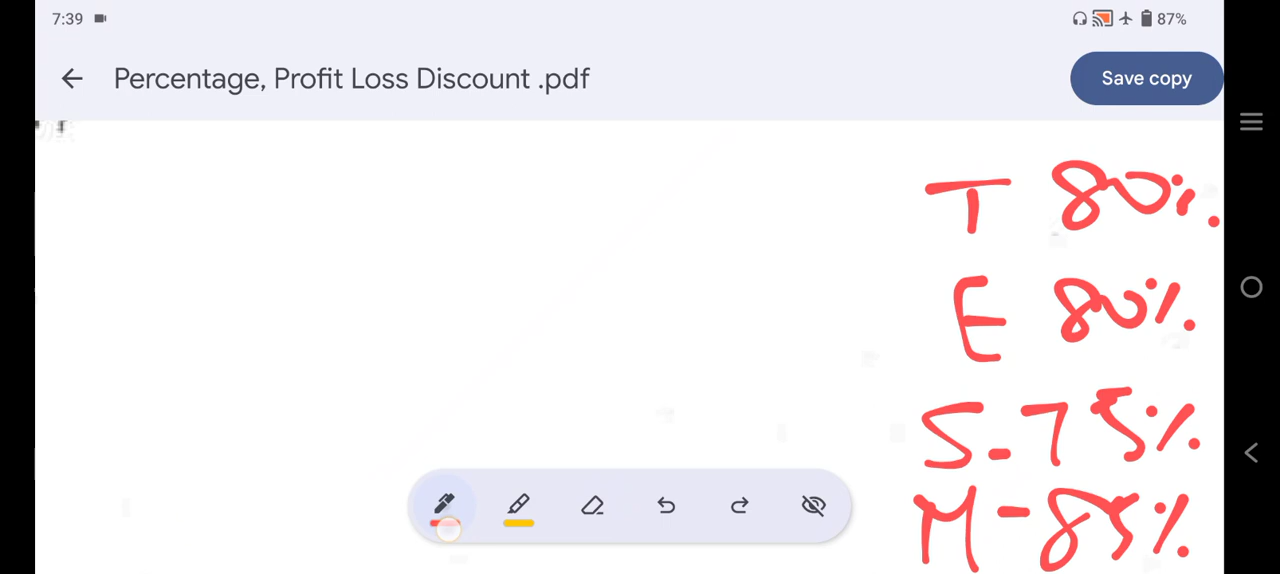 7:39 87%
Percentage, Profit Loss Discount .pdf
Save copy
T 80%.
E 80%.
S-75%.
M-85%.